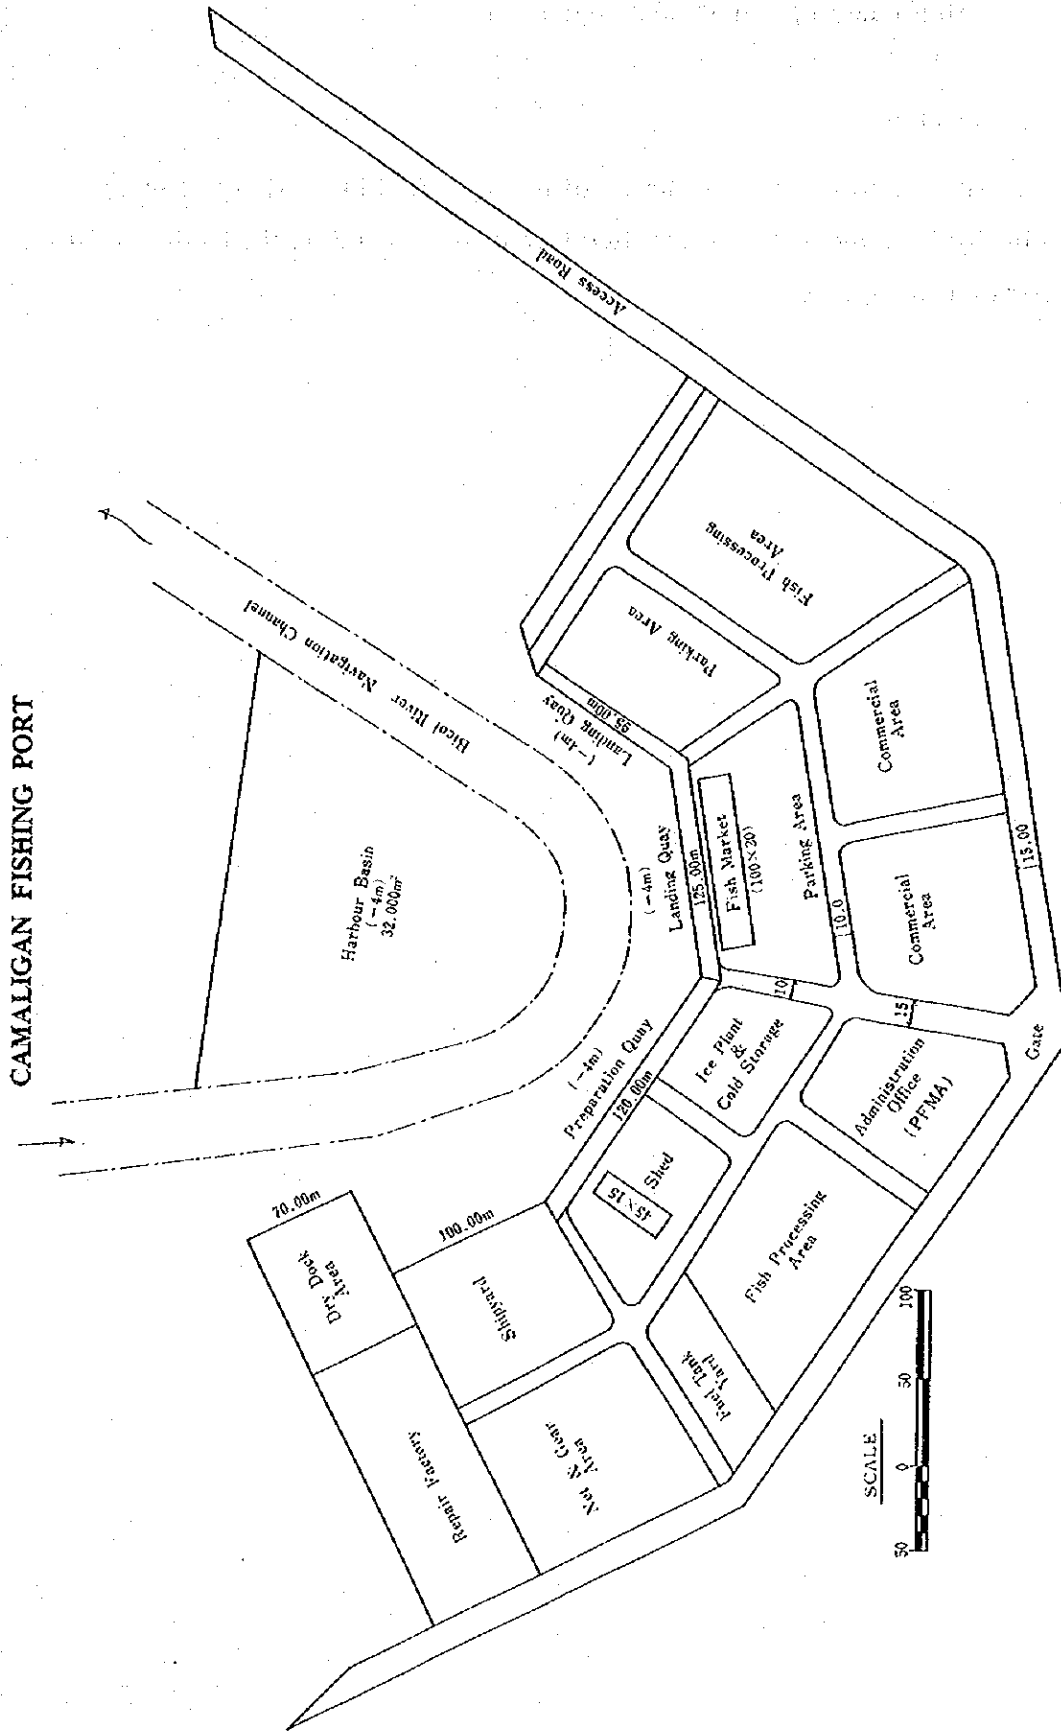 CAMALIGAN FISHING PORT
Access Road
Bicol River Navigation Channel
Harbour Basin
(-4m)
32.000m²
Fish Processing
Area
Parking Area
95.00m
Landing Quay
(-4m)
(-4m)
Landing Quay
125.00m
Fish Market
(100×20)
Parking Area
10.0
Commercial
Area
Commercial
Area
15.00
(-4m)
Preparation Quay
120.00m
Ice Plant
&
Cold Storage
10
15
Gate
Administration
Office
(PFMA)
Shed
45×15
Fish Processing
Area
Fuel Tank
Yard
70.00m
Dry Dock
Area
100.00m
Shipyard
Repair Factory
Net & Gear
Area
SCALE
50 0 50 100